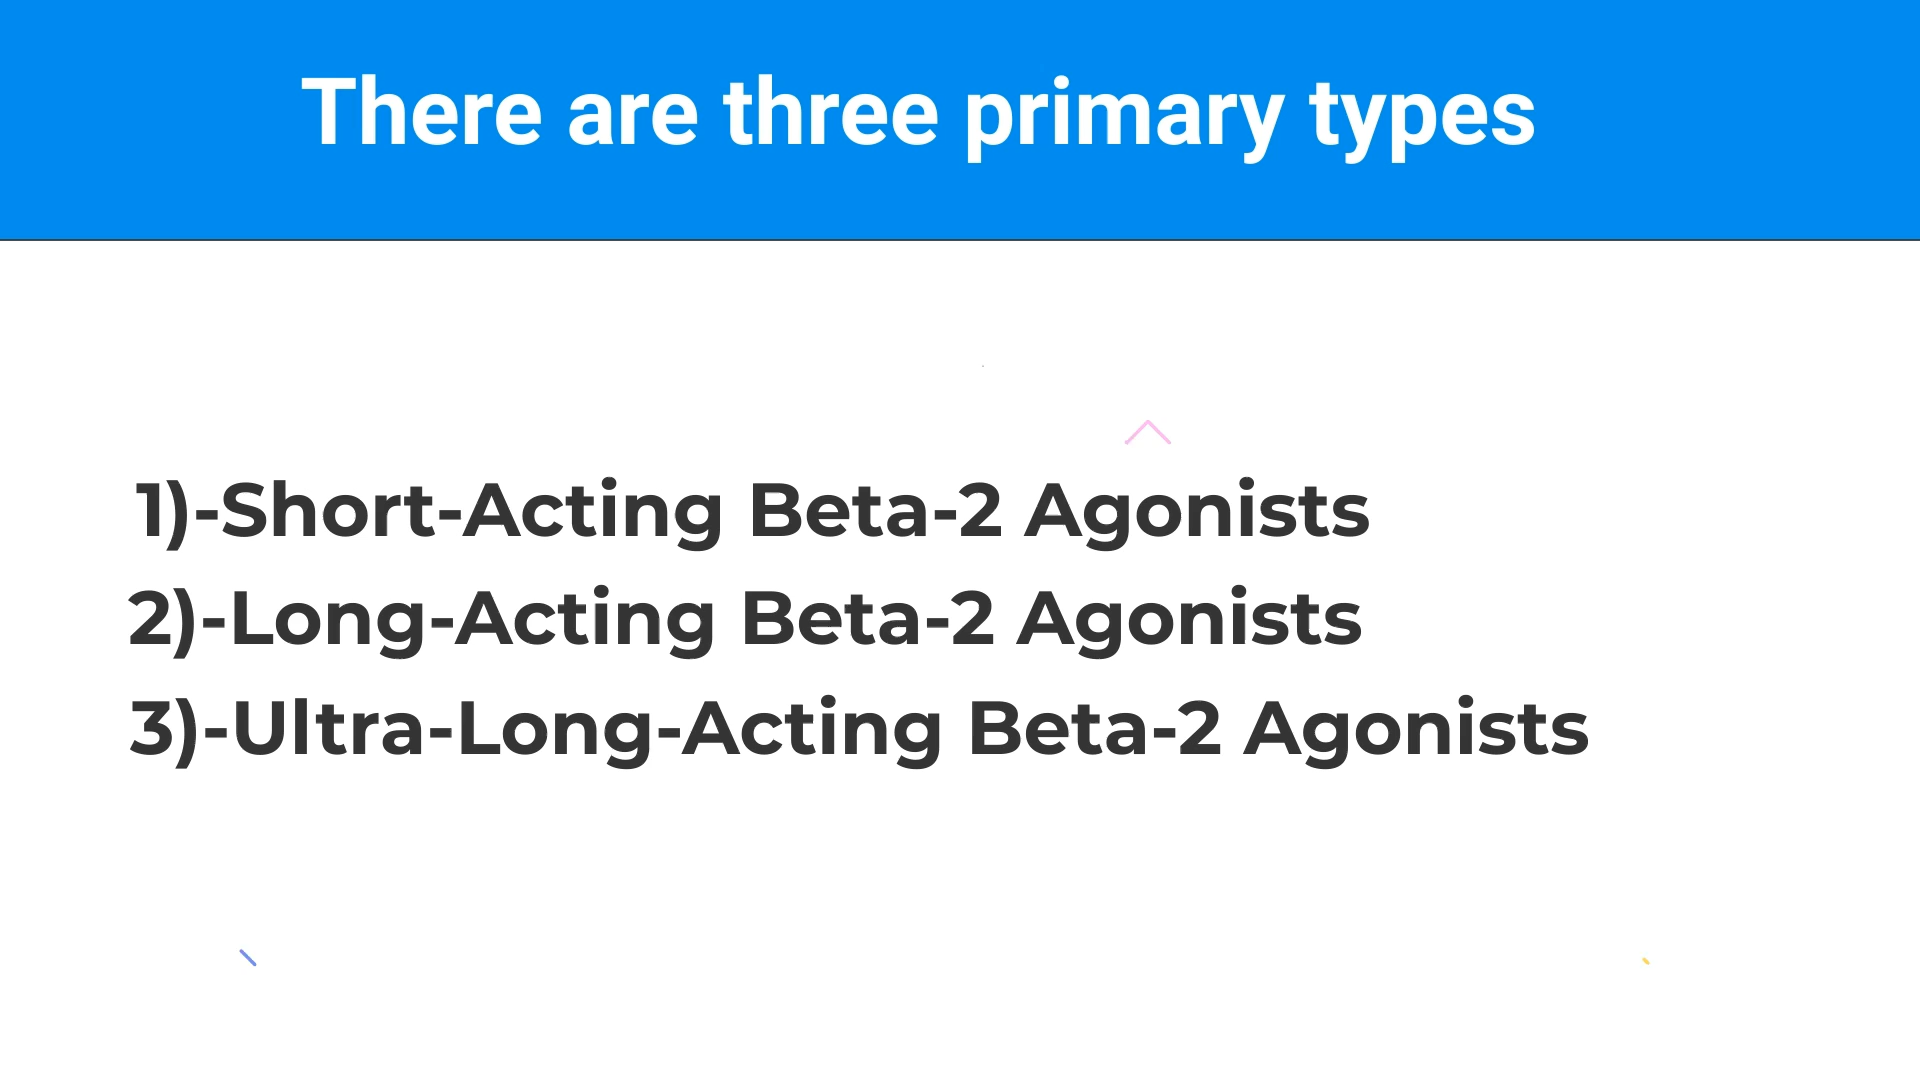 There are three primary types
1)-Short-Acting Beta-2 Agonists
2)-Long-Acting Beta-2 Agonists
3)-Ultra-Long-Acting Beta-2 Agonists